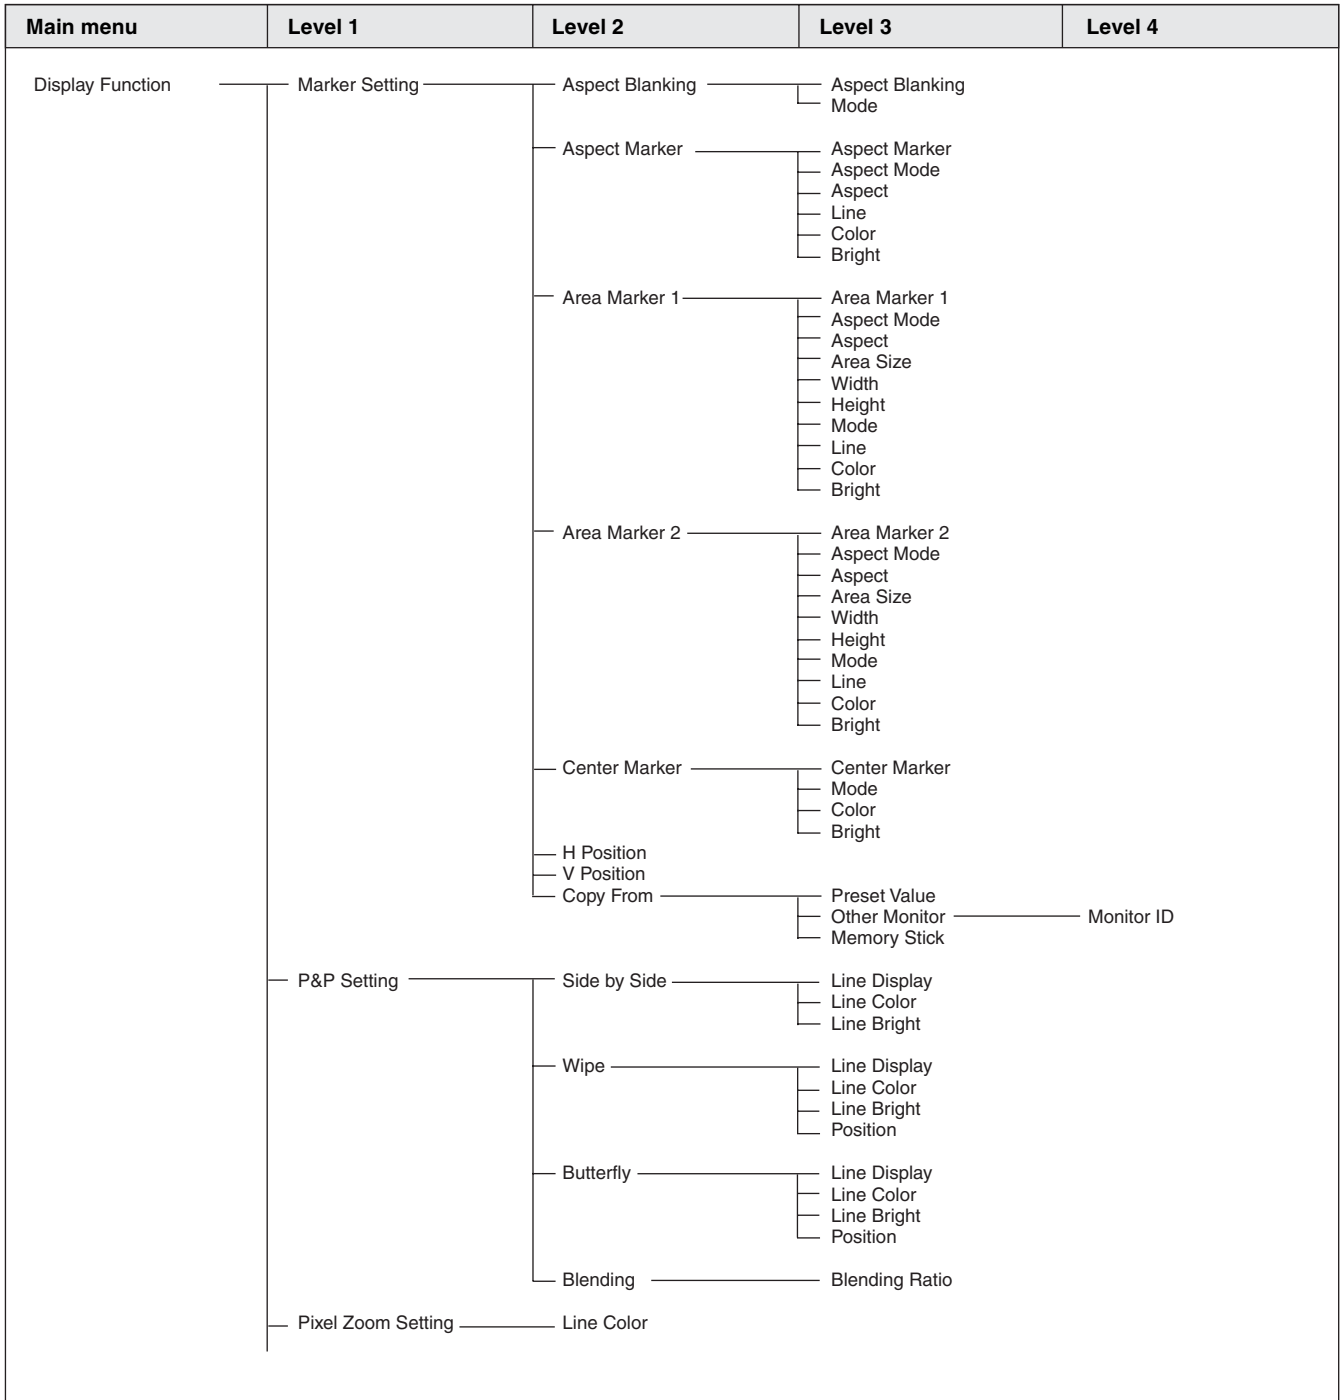 Main menu Level 1 Level 2 Level 3 Level 4
Display Function Marker Setting Aspect Blanking Aspect Blanking
Mode
Aspect Marker Aspect Marker
Aspect Mode
Aspect
Line
Color
Bright
Area Marker 1 Area Marker 1
Aspect Mode
Aspect
Area Size
Width
Height
Mode
Line
Color
Bright
Area Marker 2 Area Marker 2
Aspect Mode
Aspect
Area Size
Width
Height
Mode
Line
Color
Bright
Center Marker Center Marker
Mode
Color
Bright
H Position
V Position
Copy From Preset Value
Other Monitor Monitor ID
Memory Stick
P&P Setting Side by Side Line Display
Line Color
Line Bright
Wipe Line Display
Line Color
Line Bright
Position
Butterfly Line Display
Line Color
Line Bright
Position
Blending Blending Ratio
Pixel Zoom Setting Line Color